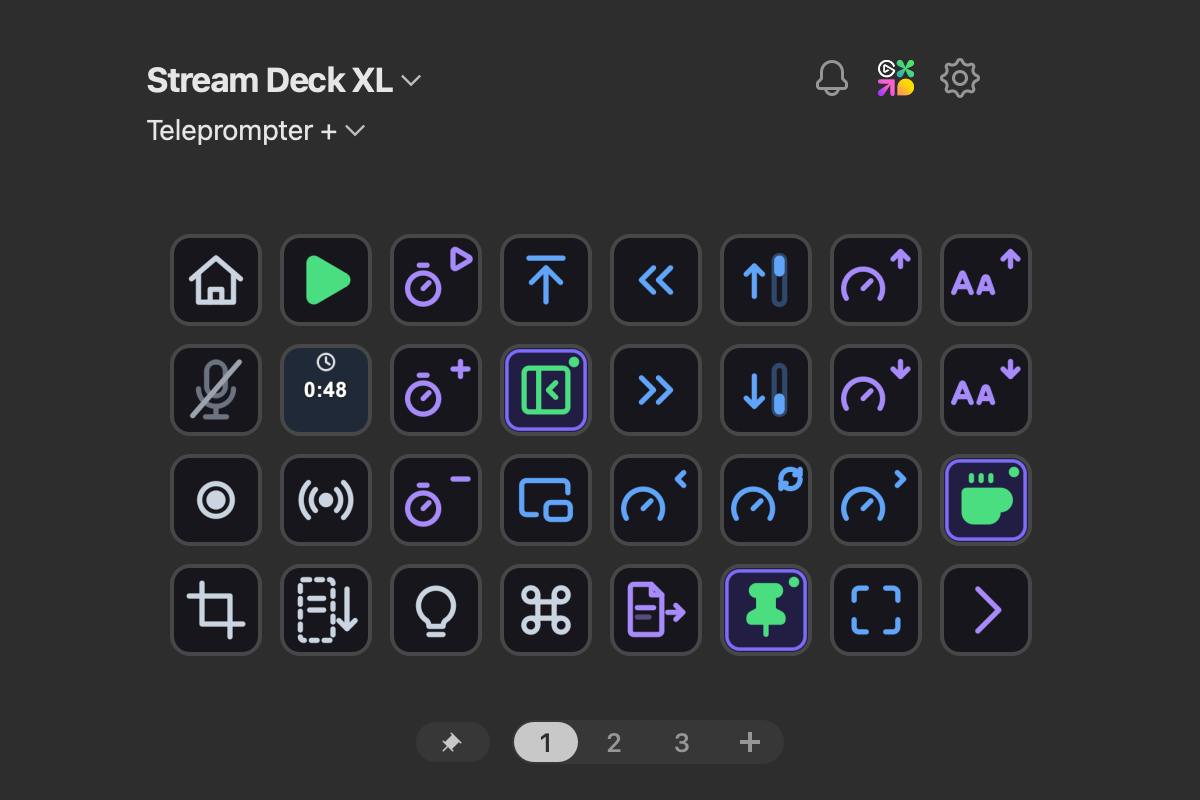 Stream Deck XL
Teleprompter +
AA
0:48
AA
1 2 3 +